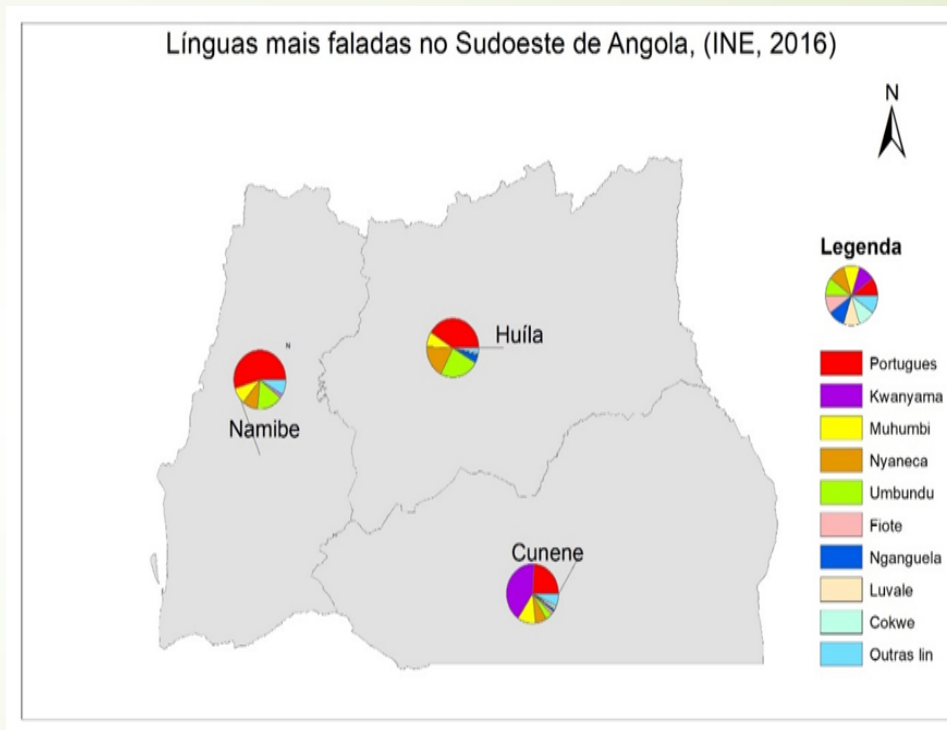 Línguas mais faladas no Sudoeste de Angola, (INE, 2016)
N
Legenda
Huíla
N
Namibe
Cunene
Portugues
Kwanyama
Muhumbi
Nyaneca
Umbundu
Fiote
Nganguela
Luvale
Cokwe
Outras lin